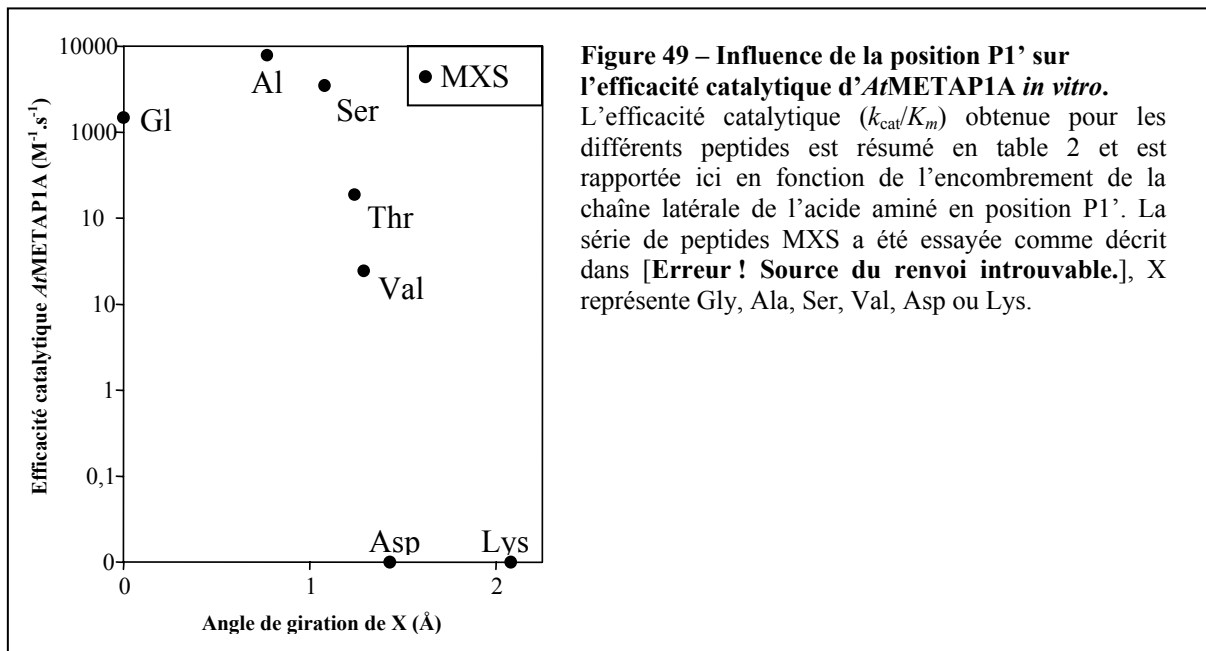 Efficacité catalytique AtMETAP1A (M⁻¹.s⁻¹)
10000
1000
10
10
1
0,1
0
Gl
Al
Ser
Thr
Val
Asp
Lys
MXS
0
1
2
Angle de giration de X (Å)
Figure 49 – Influence de la position P1’ sur
l’efficacité catalytique d’AtMETAP1A in vitro.
L’efficacité catalytique (kcat/Km) obtenue pour les
différents peptides est résumé en table 2 et est
rapportée ici en fonction de l’encombrement de la
chaîne latérale de l’acide aminé en position P1’. La
série de peptides MXS a été essayée comme décrit
dans [Erreur ! Source du renvoi introuvable.], X
représente Gly, Ala, Ser, Val, Asp ou Lys.